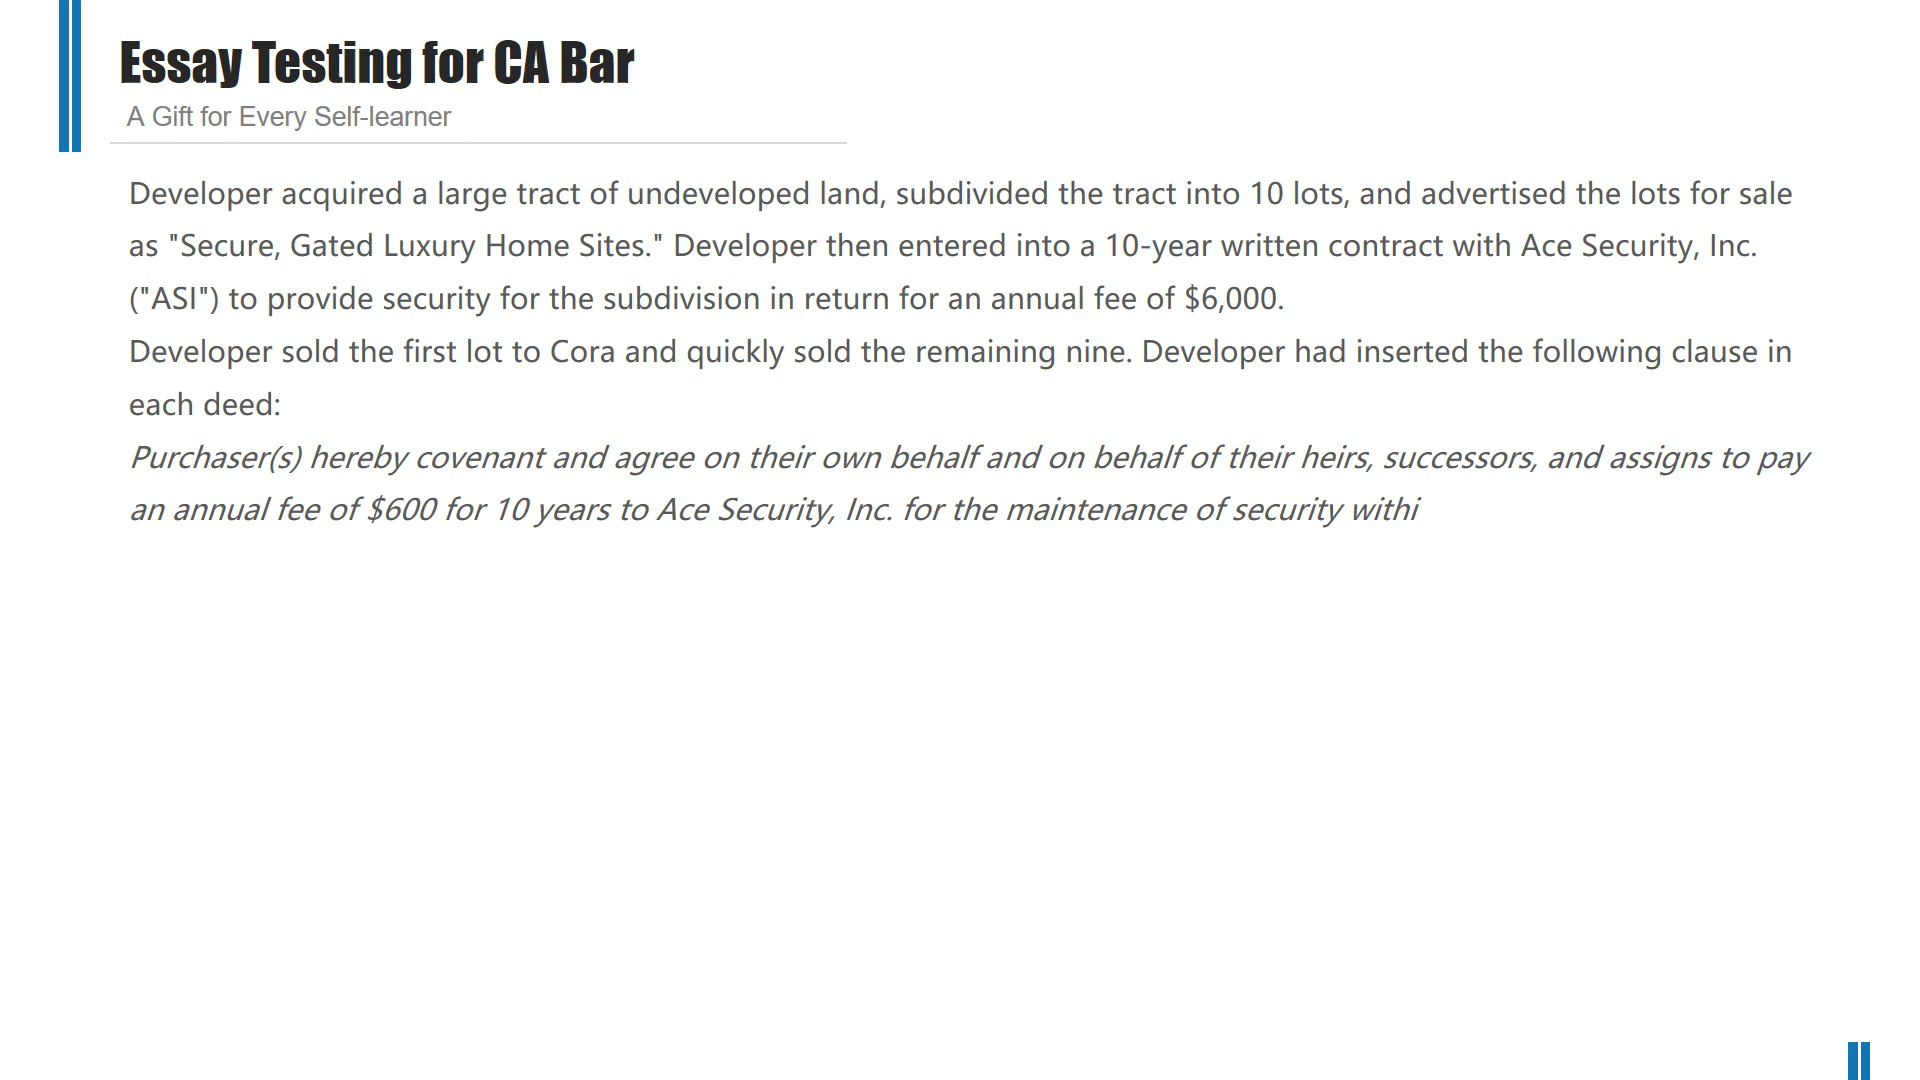 Essay Testing for CA Bar
A Gift for Every Self-learner
Developer acquired a large tract of undeveloped land, subdivided the tract into 10 lots, and advertised the lots for sale
as "Secure, Gated Luxury Home Sites." Developer then entered into a 10-year written contract with Ace Security, Inc.
("ASI") to provide security for the subdivision in return for an annual fee of $6,000.
Developer sold the first lot to Cora and quickly sold the remaining nine. Developer had inserted the following clause in
each deed:
Purchaser(s) hereby covenant and agree on their own behalf and on behalf of their heirs, successors, and assigns to pay
an annual fee of $600 for 10 years to Ace Security, Inc. for the maintenance of security withi